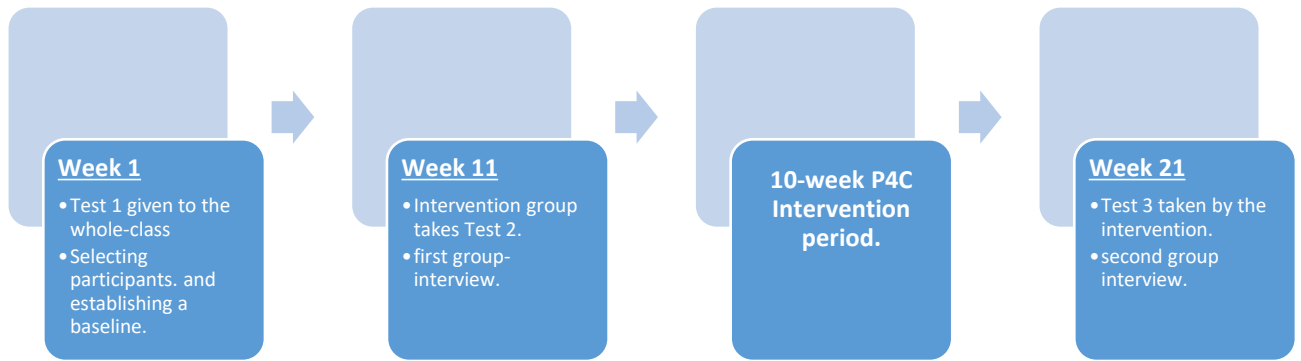 Week 1
•Test 1 given to the
whole-class
•Selecting
participants. and
establishing a
baseline.
Week 11
•Intervention group
takes Test 2.
•first group-
interview.
10-week P4C
Intervention
period.
Week 21
•Test 3 taken by the
intervention.
•second group
interview.